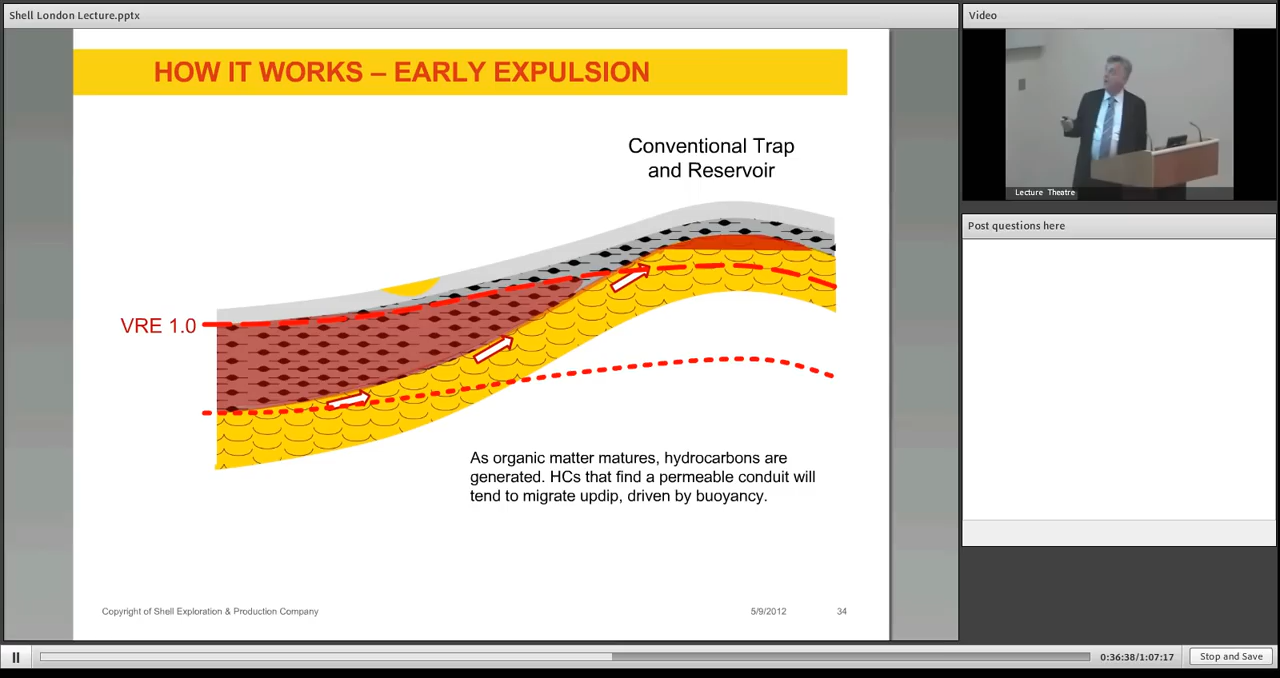 Shell London Lecture.pptx
HOW IT WORKS – EARLY EXPULSION
Conventional Trap
and Reservoir
VRE 1.0
As organic matter matures, hydrocarbons are
generated. HCs that find a permeable conduit will
tend to migrate updip, driven by buoyancy.
Copyright of Shell Exploration & Production Company
5/9/2012
34
Video
Lecture Theatre
Post questions here
0:36:38/1:07:17
Stop and Save